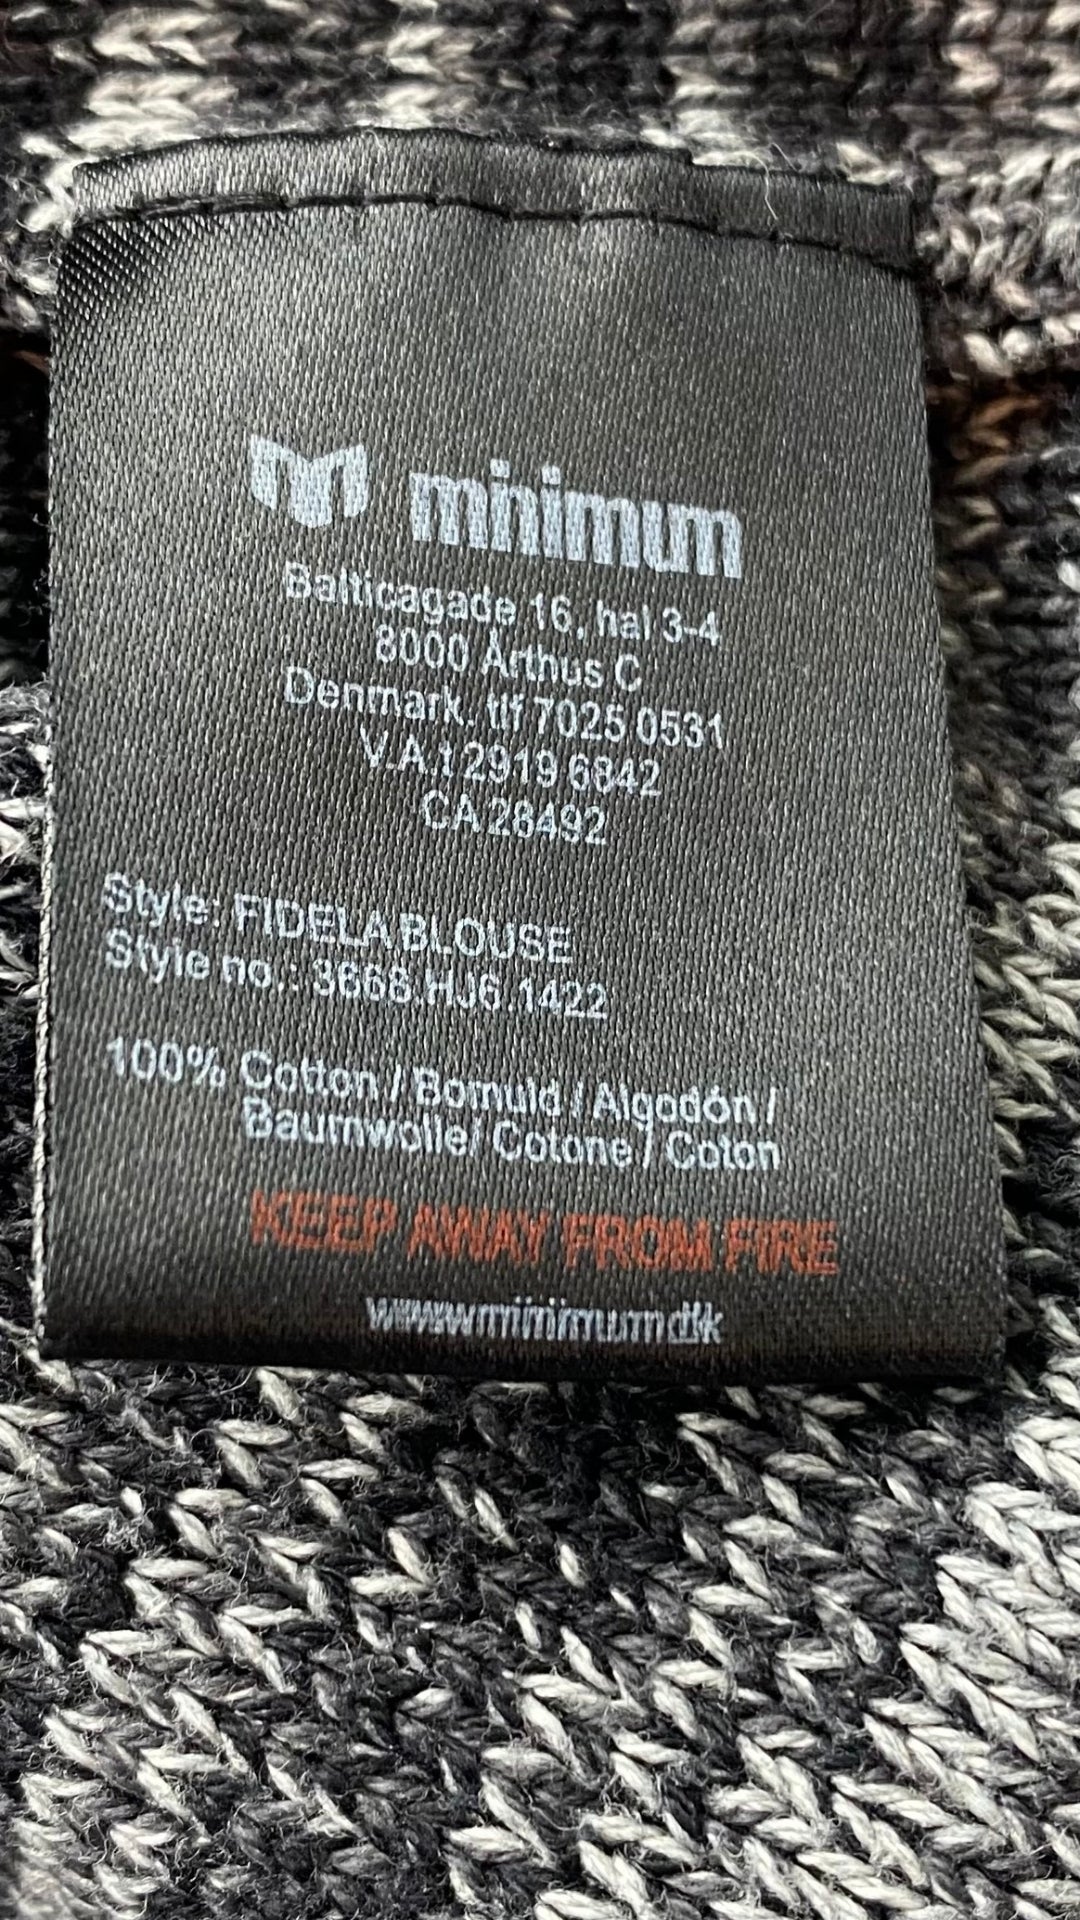 minimum
Balticagade 16, hal 3-4
8000 Århus C
Denmark. tlf 7025 0531
V.A.t 2919 6842
CA 28492
Style: FIDELA BLOUSE
Style no.: 3668.HJ6.1422
100% Cotton / Bomuld / Algodón /
Baumwolle/ Cotone / Coton
KEEP AWAY FROM FIRE
www.minimum.dk